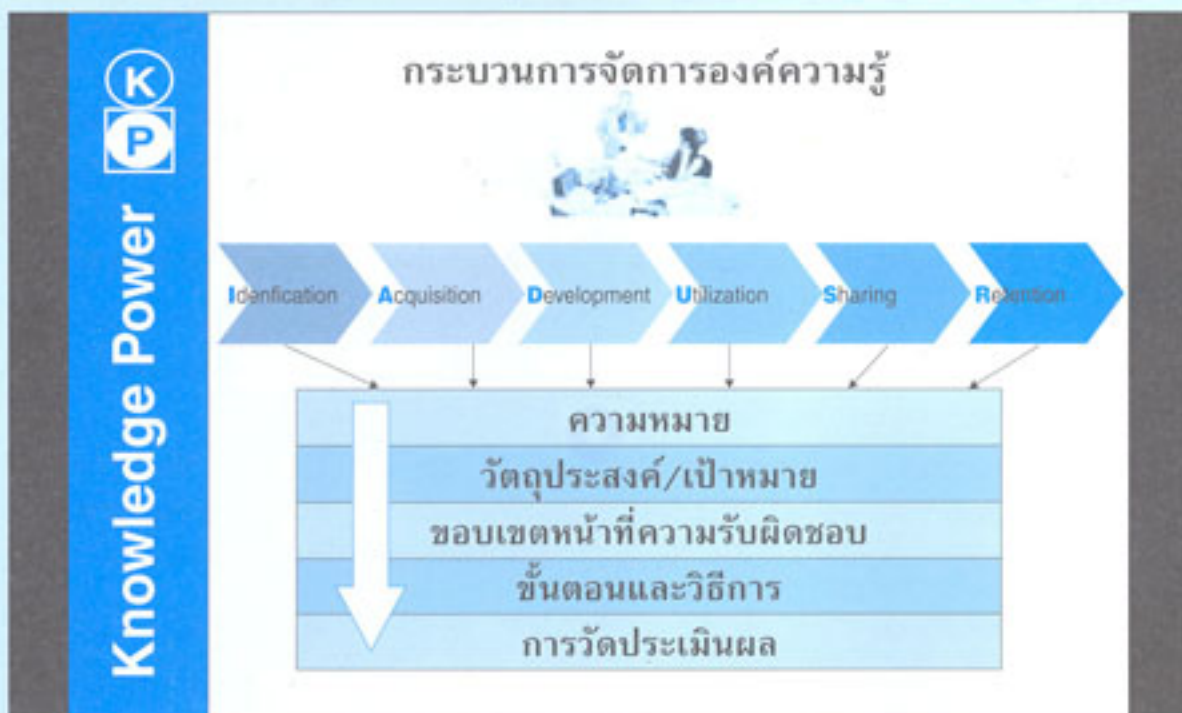 K
P
Knowledge Power
กระบวนการจัดการองค์ความรู้
Idenfication
Acquisition
Development
Utilization
Sharing
Retention
ความหมาย
วัตถุประสงค์/เป้าหมาย
ขอบเขตหน้าที่ความรับผิดชอบ
ขั้นตอนและวิธีการ
การวัดประเมินผล